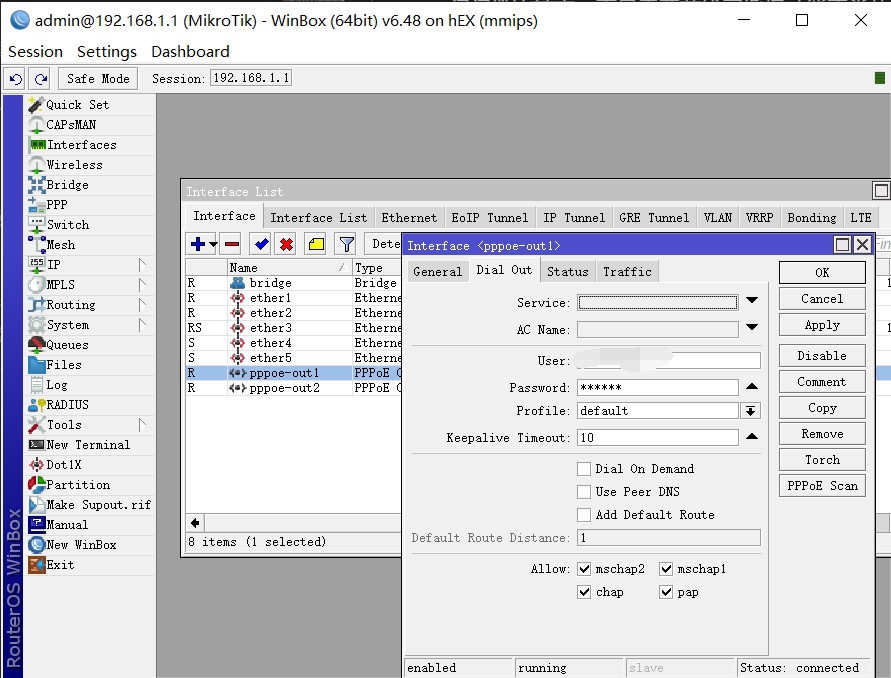 admin@192.168.1.1 (MikroTik) - WinBox (64bit) v6.48 on hEX (mmips)
Session Settings Dashboard
Safe Mode Session: 192.168.1.1
Quick Set
CAPsMAN
Interfaces
Wireless
Bridge
PPP
Switch
Mesh
IP
MPLS
Routing
System
Queues
Files
Log
RADIUS
Tools
New Terminal
Dot1X
Partition
Make Supout.rif
Manual
New WinBox
Exit
RouterOS WinBox
Interface List
Interface Interface List Ethernet EoIP Tunnel IP Tunnel GRE Tunnel VLAN VRRP Bonding LTE
Dete
Name Type
R bridge Bridge
R ether1 Etherne
R ether2 Etherne
RS ether3 Etherne
S ether4 Etherne
S ether5 Etherne
R pppoe-out1 PPPoE C
R pppoe-out2 PPPoE C
8 items (1 selected)
Interface <pppoe-out1>
General Dial Out Status Traffic
Service:
AC Name:
User:
Password: ******
Profile: default
Keepalive Timeout: 10
Dial On Demand
Use Peer DNS
Add Default Route
Default Route Distance: 1
Allow: mschap2 mschap1
chap pap
OK
Cancel
Apply
Disable
Comment
Copy
Remove
Torch
PPPoE Scan
enabled running slave Status: connected